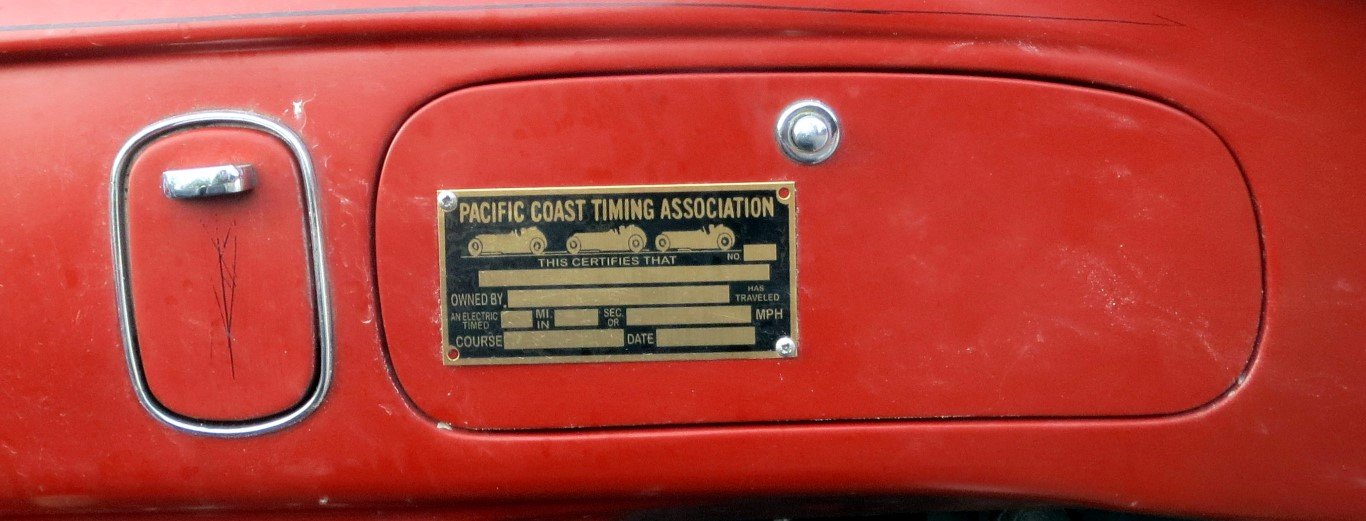 PACIFIC COAST TIMING ASSOCIATION
NO.
THIS CERTIFIES THAT
OWNED BY HAS TRAVELED
AN ELECTRIC TIMED MI. IN SEC. OR MPH
COURSE DATE